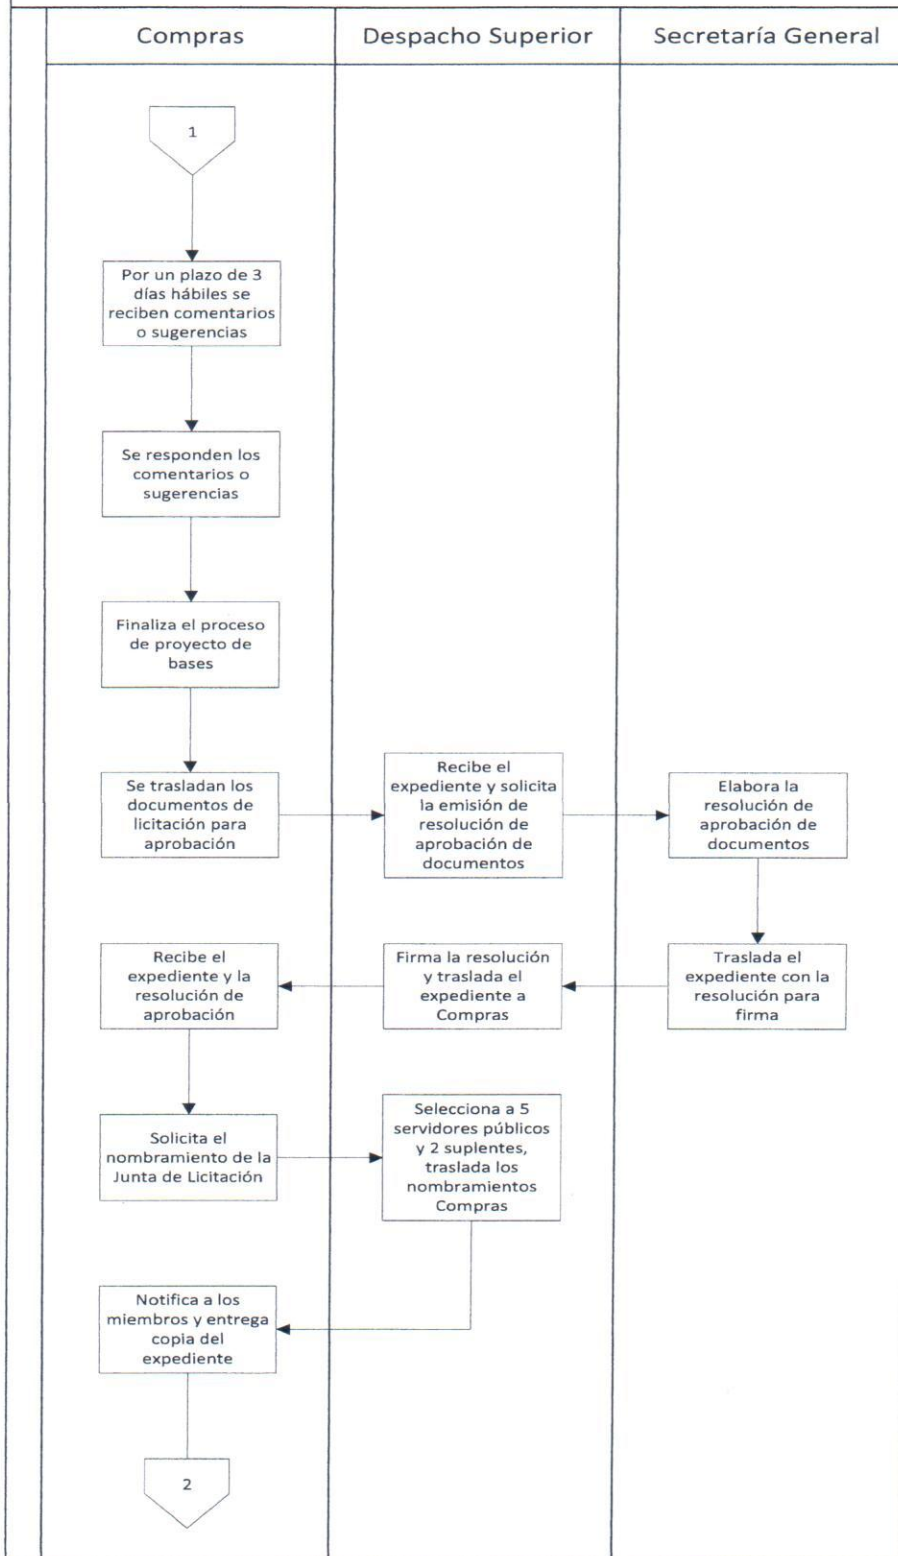 Compras
Despacho Superior
Secretaría General
1
Por un plazo de 3
días hábiles se
reciben comentarios
o sugerencias
Se responden los
comentarios o
sugerencias
Finaliza el proceso
de proyecto de
bases
Se trasladan los
documentos de
licitación para
aprobación
Recibe el
expediente y solicita
la emisión de
resolución de
aprobación de
documentos
Elabora la
resolución de
aprobación de
documentos
Traslada el
expediente con la
resolución para
firma
Firma la resolución
y traslada el
expediente a
Compras
Recibe el
expediente y la
resolución de
aprobación
Solicita el
nombramiento de la
Junta de Licitación
Selecciona a 5
servidores públicos
y 2 suplentes,
traslada los
nombramientos
Compras
Notifica a los
miembros y entrega
copia del
expediente
2